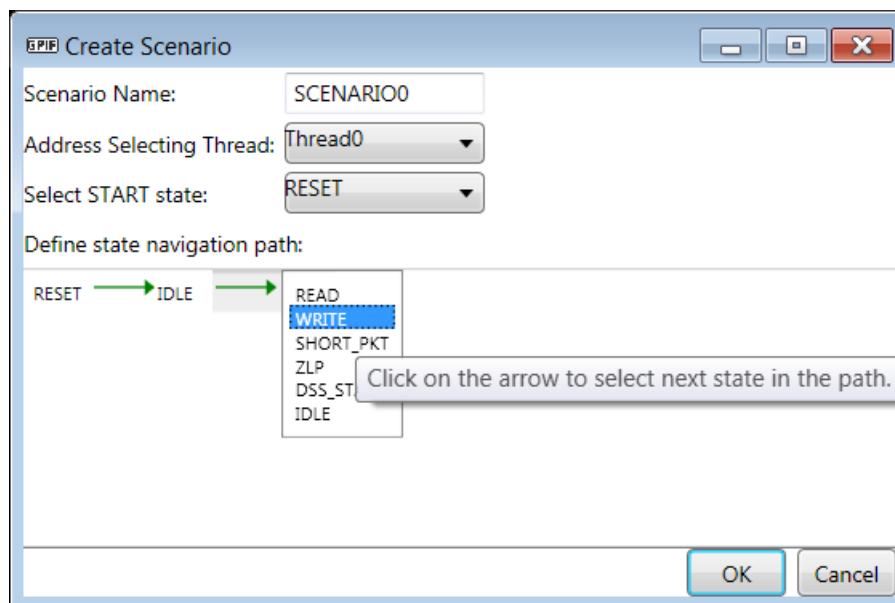 GPIF Create Scenario
Scenario Name: SCENARIO0
Address Selecting Thread: Thread0
Select START state: RESET
Define state navigation path:
RESET IDLE READ
WRITE
SHORT_PKT
ZLP
Click on the arrow to select next state in the path.
IDLE
OK Cancel